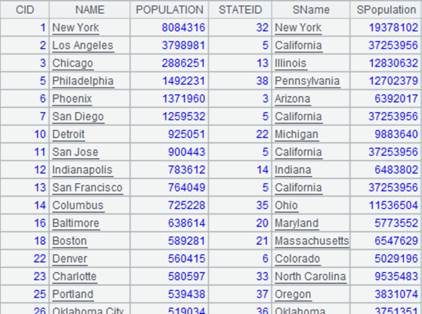 CID NAME POPULATION STATEID SName SPopulation
1 New York 8084316 32 New York 19378102
2 Los Angeles 3798981 5 California 37253956
3 Chicago 2886251 13 Illinois 12830632
5 Philadelphia 1492231 38 Pennsylvania 12702379
6 Phoenix 1371960 3 Arizona 6392017
7 San Diego 1259532 5 California 37253956
10 Detroit 925051 22 Michigan 9883640
11 San Jose 900443 5 California 37253956
12 Indianapolis 783612 14 Indiana 6483802
13 San Francisco 764049 5 California 37253956
14 Columbus 725228 35 Ohio 11536504
16 Baltimore 638614 20 Maryland 5773552
18 Boston 589281 21 Massachusetts 6547629
22 Denver 560415 6 Colorado 5029196
23 Charlotte 580597 33 North Carolina 9535483
25 Portland 539438 37 Oregon 3831074
26 Oklahoma City 519034 36 Oklahoma 3751351